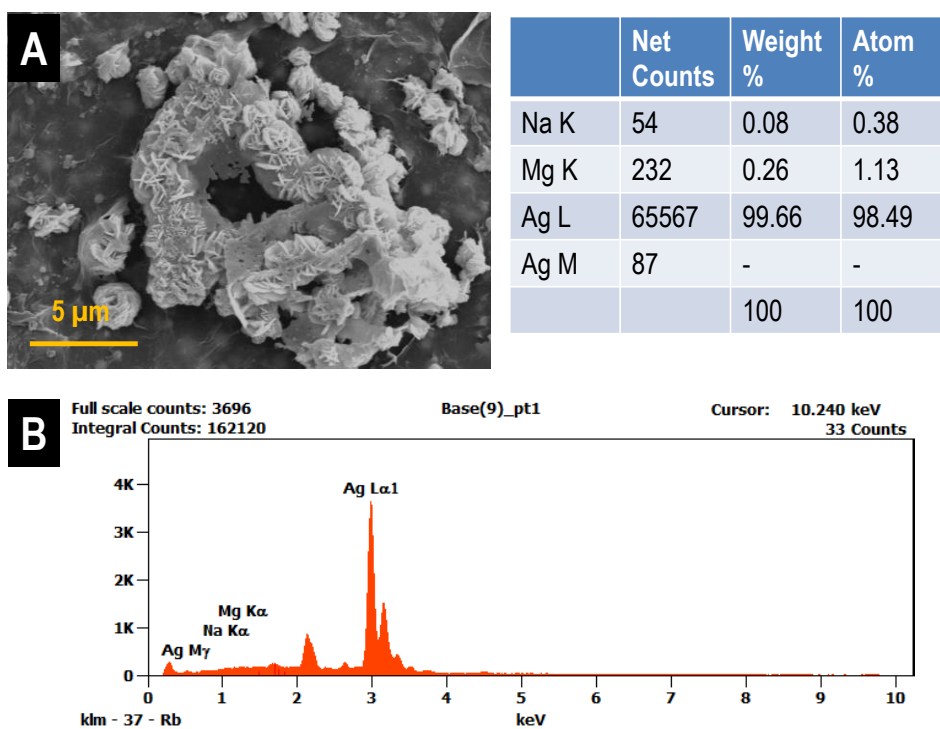 A
5 µm
Net Counts Weight % Atom %
Na K 54 0.08 0.38
Mg K 232 0.26 1.13
Ag L 65567 99.66 98.49
Ag M 87 - -
100 100
B
Full scale counts: 3696 Base(9)_pt1 Cursor: 10.240 keV
Integral Counts: 162120 33 Counts
4K
Ag Lα1
3K
2K
Mg Kα
1K
Na Kα
Ag Mγ
0
0 1 2 3 4 5 6 7 8 9 10
klm - 37 - Rb keV